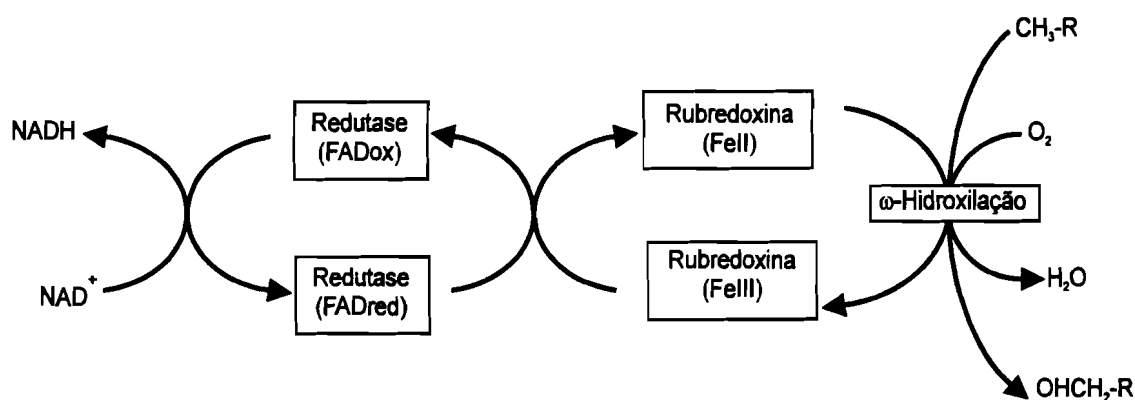 CH₃-R
NADH
Redutase
(FADox)
Rubredoxina
(FeII)
O₂
ω-Hidroxilação
NAD⁺
Redutase
(FADred)
Rubredoxina
(FeIII)
H₂O
OHCH₂-R